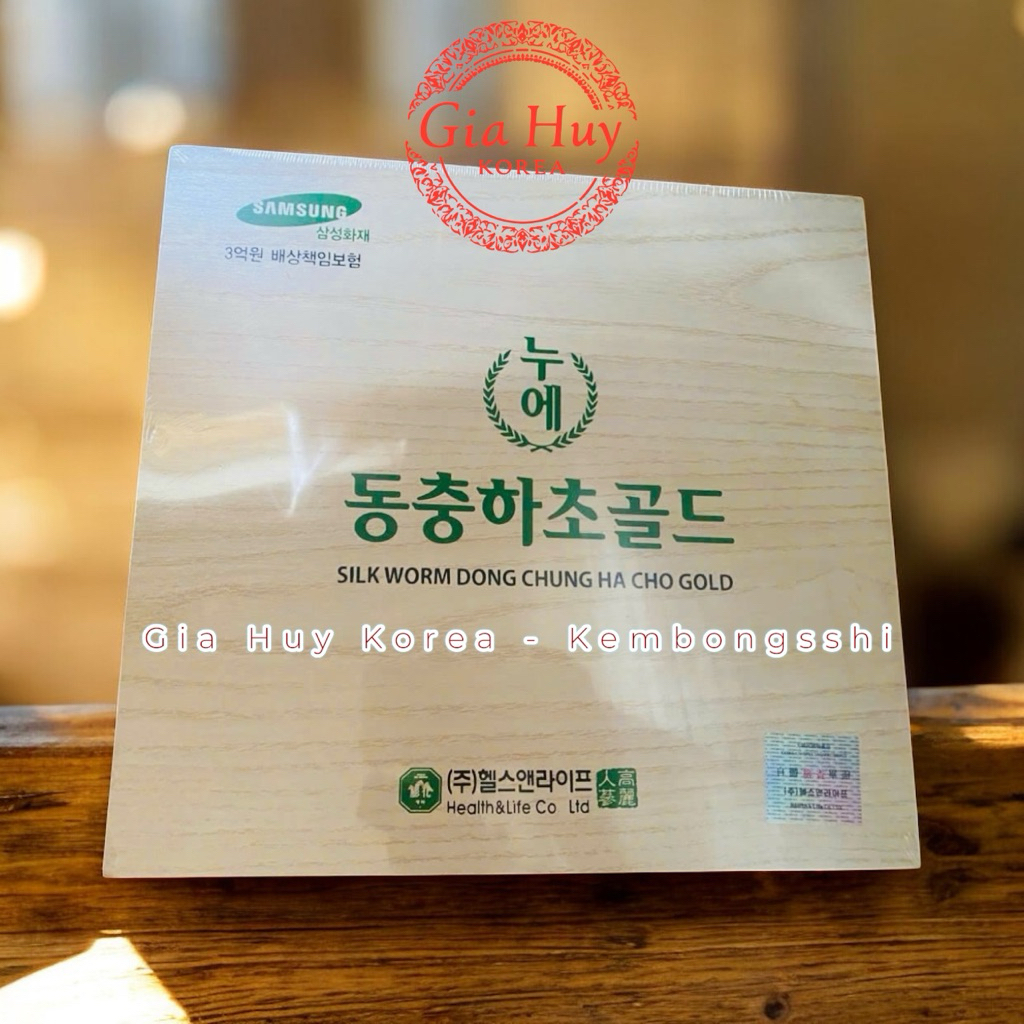 Gia Huy
KOREA
SAMSUNG
삼성화재
3억원 배상책임보험
누에
동충하초골드
SILK WORM DONG CHUNG HA CHO GOLD
Gia Huy Korea - Kembongsshi
(주)헬스앤라이프
Health&Life Co Ltd
高麗
人蔘